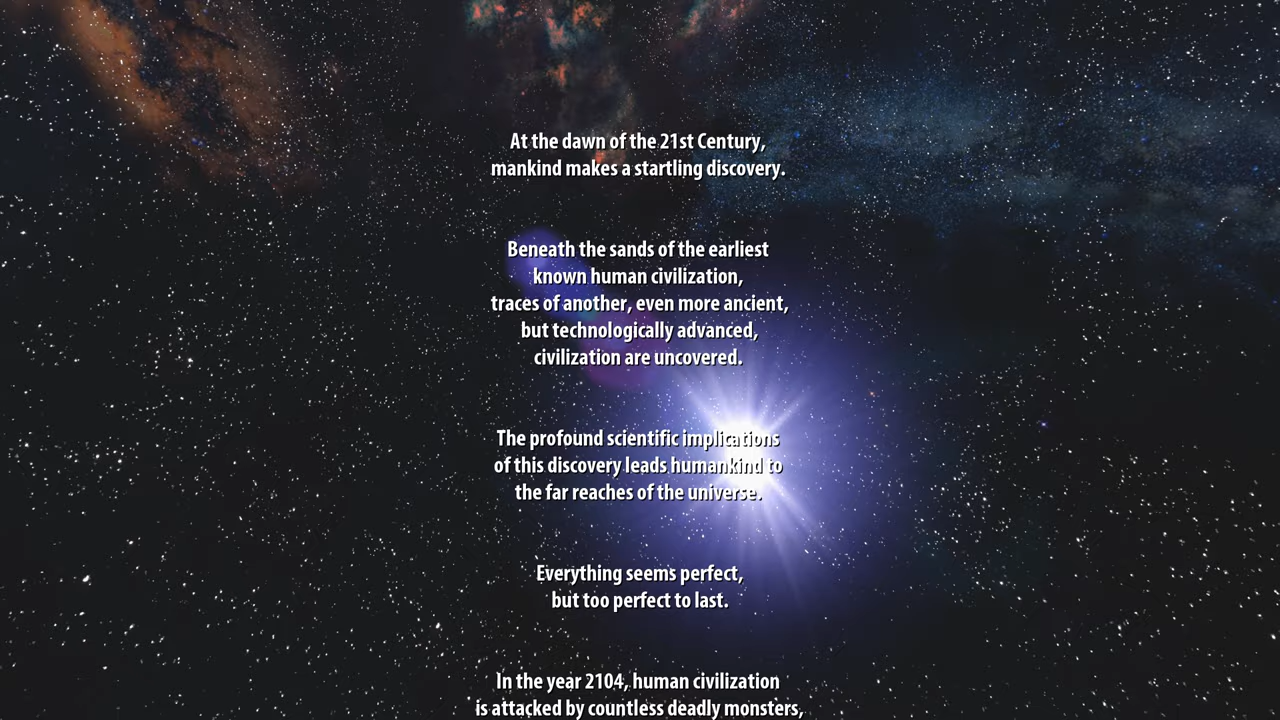 At the dawn of the 21st Century,
mankind makes a startling discovery.
Beneath the sands of the earliest
known human civilization,
traces of another, even more ancient,
but technologically advanced,
civilization are uncovered.
The profound scientific implications
of this discovery leads humankind to
the far reaches of the universe.
Everything seems perfect,
but too perfect to last.
In the year 2104, human civilization
is attacked by countless deadly monsters,